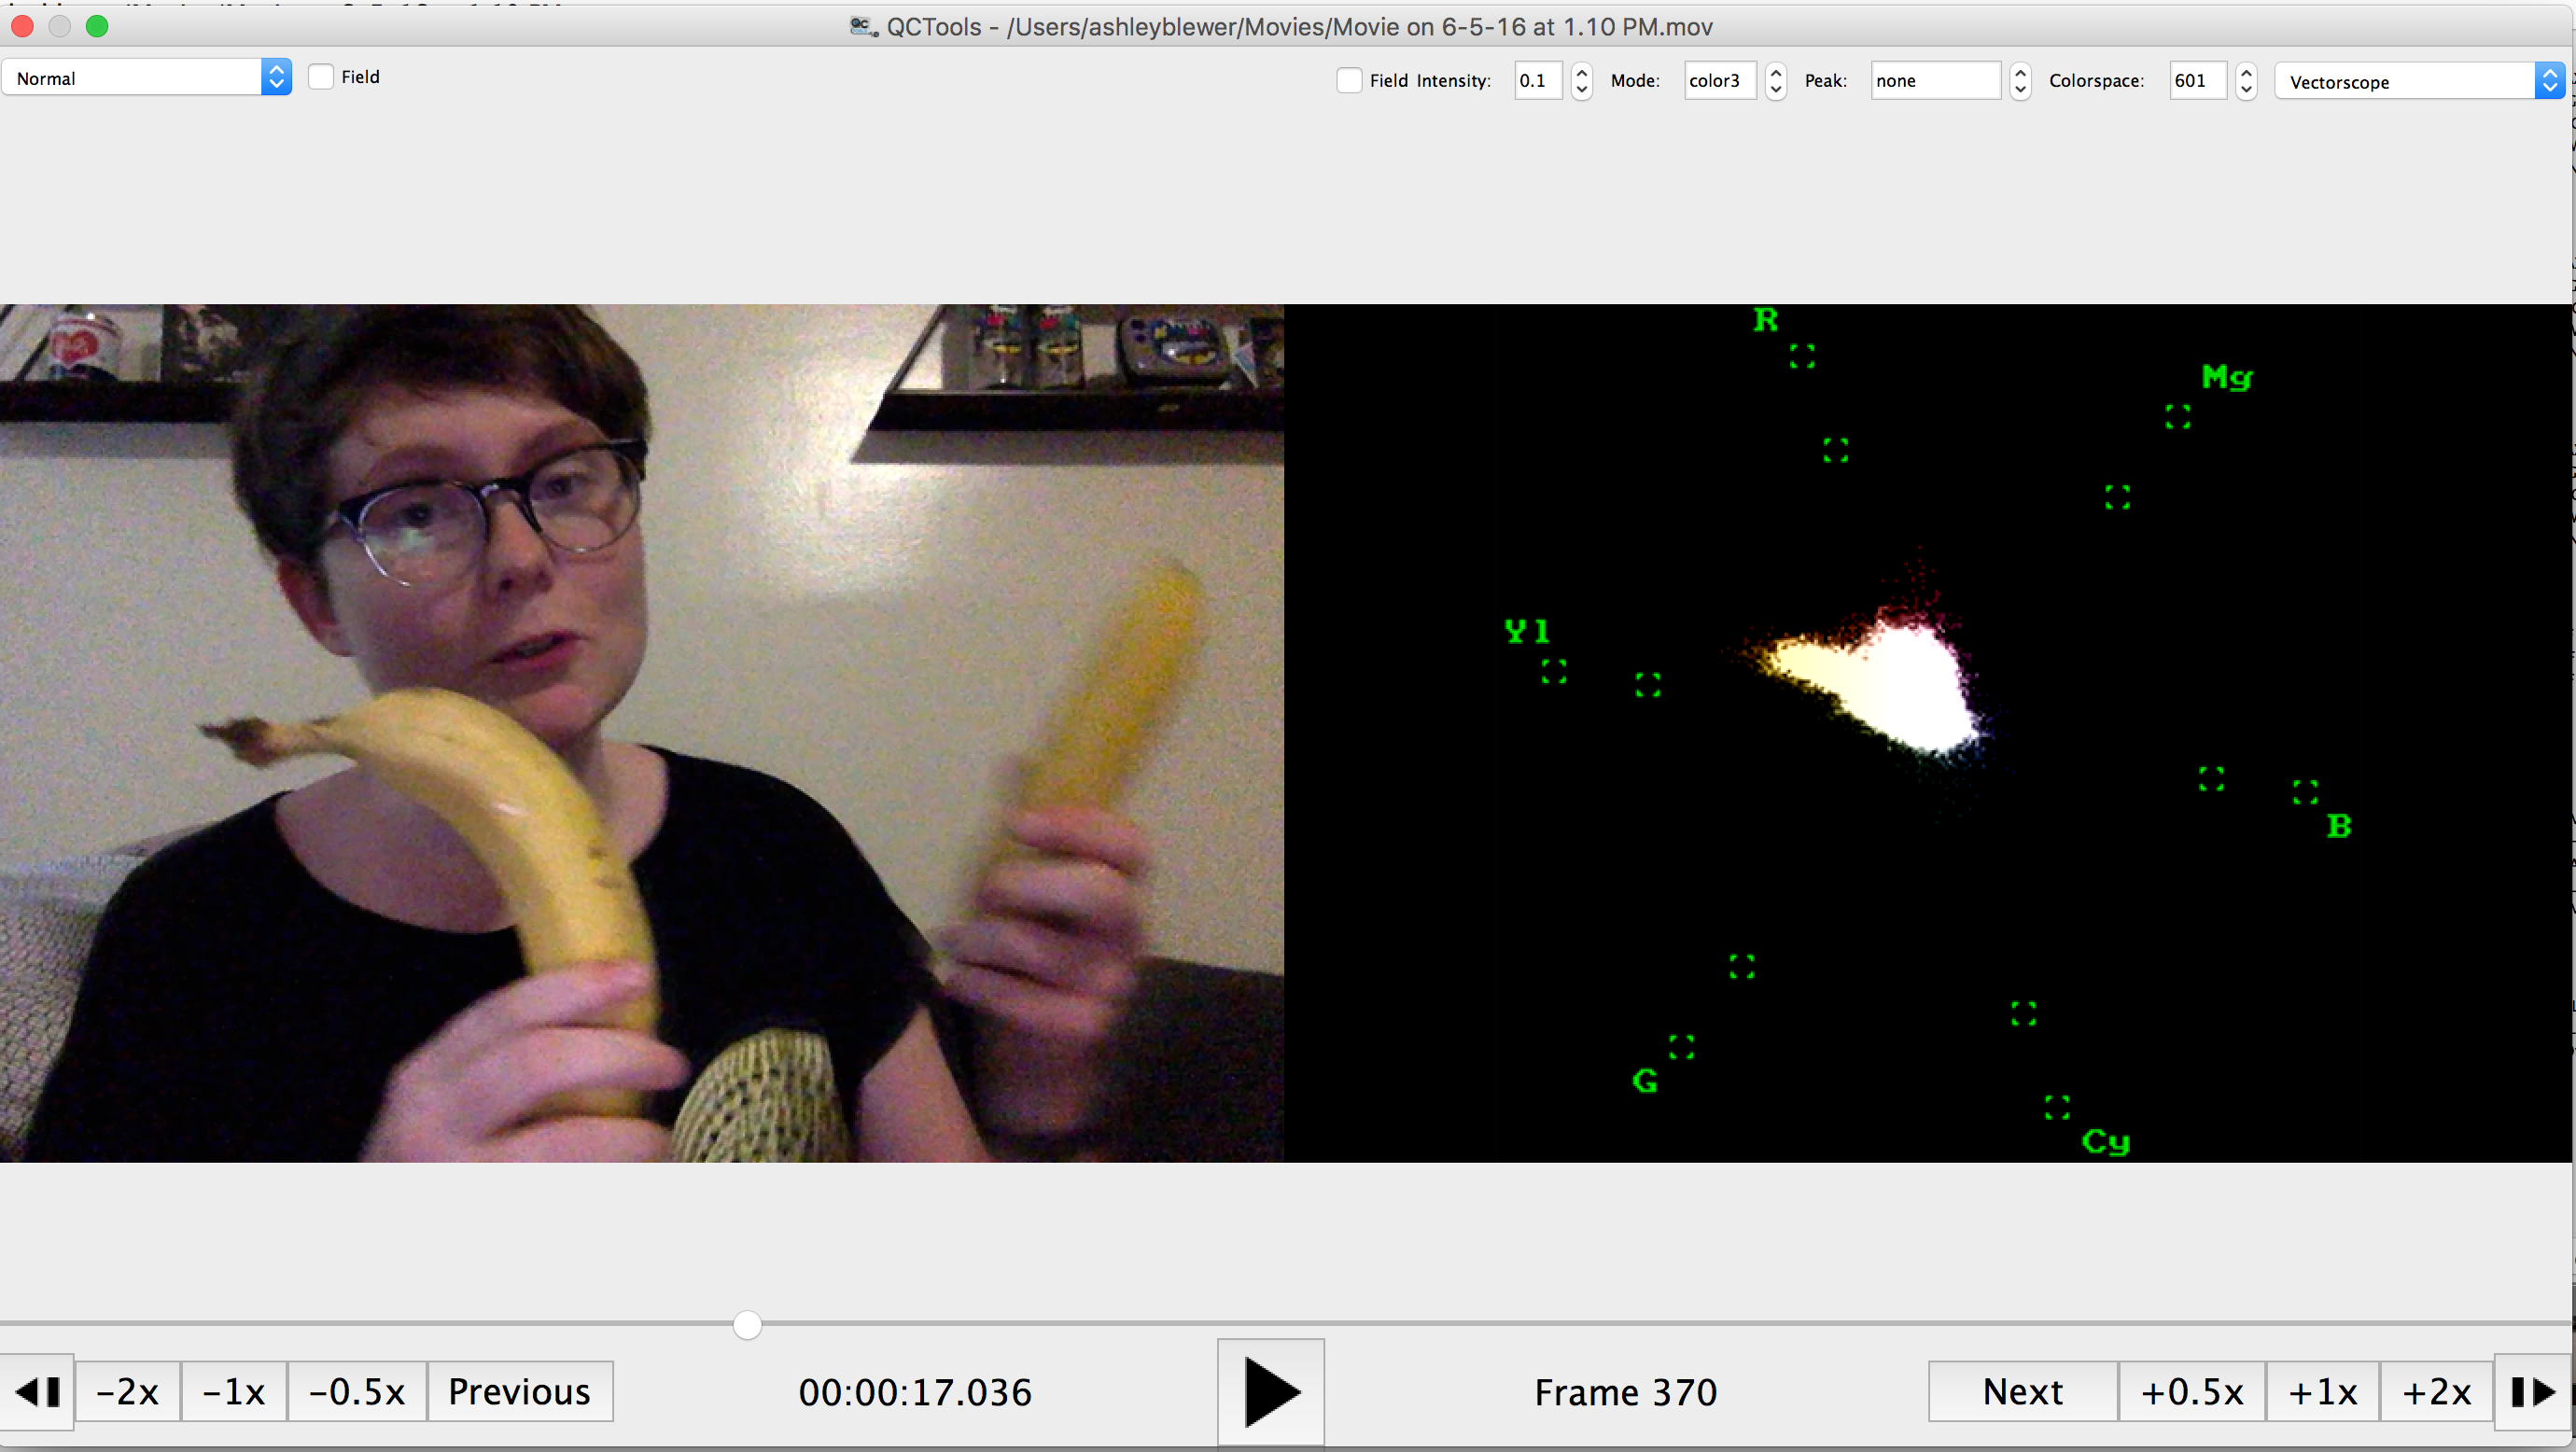 QCTools - /Users/ashleyblewer/Movies/Movie on 6-5-16 at 1.10 PM.mov
Normal Field Field Intensity: 0.1 Mode: color3 Peak: none Colorspace: 601 Vectorscope
R
Mg
Yl
B
G
Cy
-2x -1x -0.5x Previous 00:00:17.036 Frame 370 Next +0.5x +1x +2x